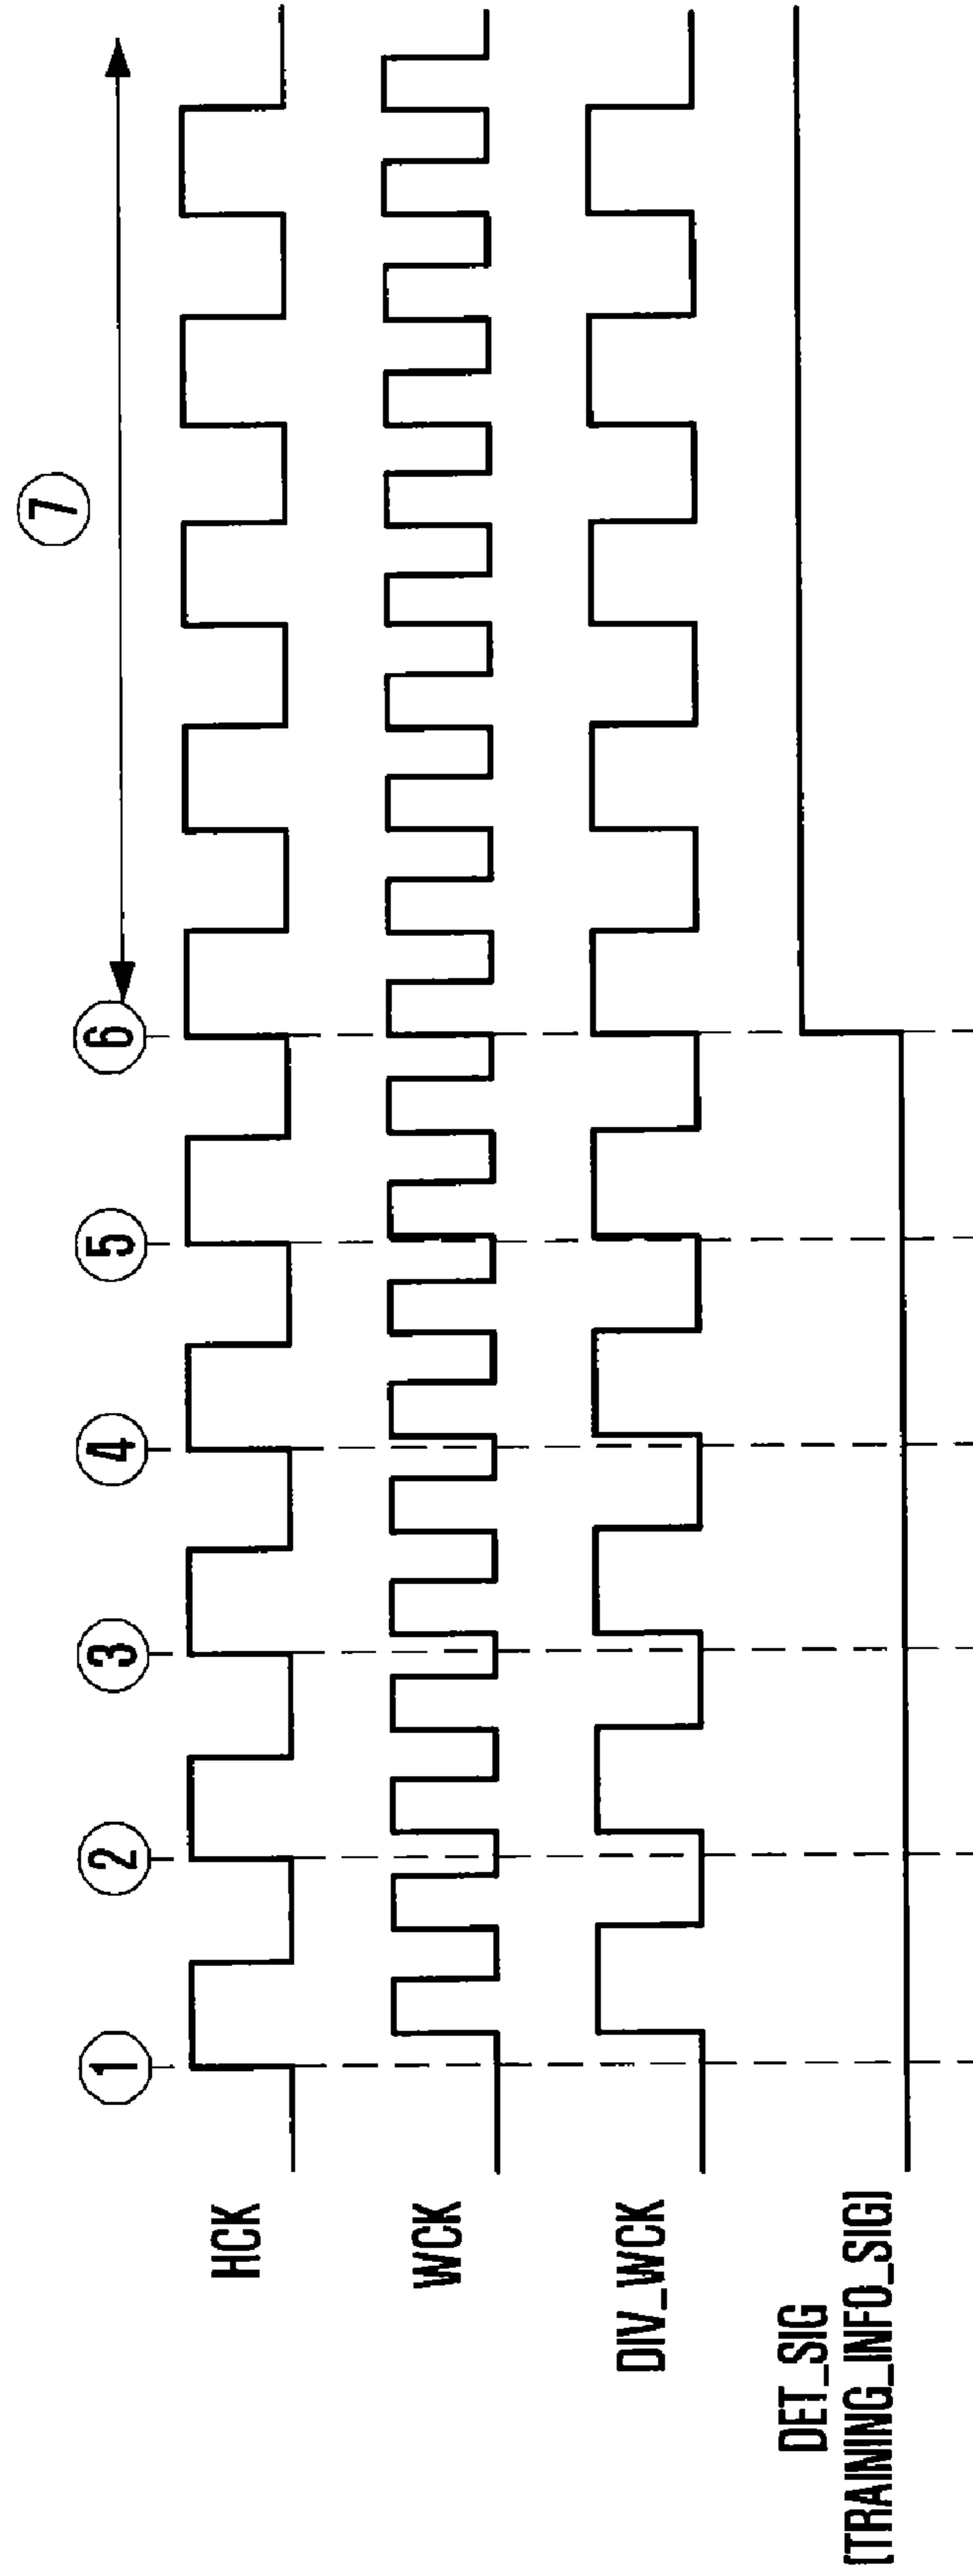 1
2
3
4
5
6
7
HCK
WCK
DIV_WCK
DET_SIG
(TRAINING_INFO_SIG)